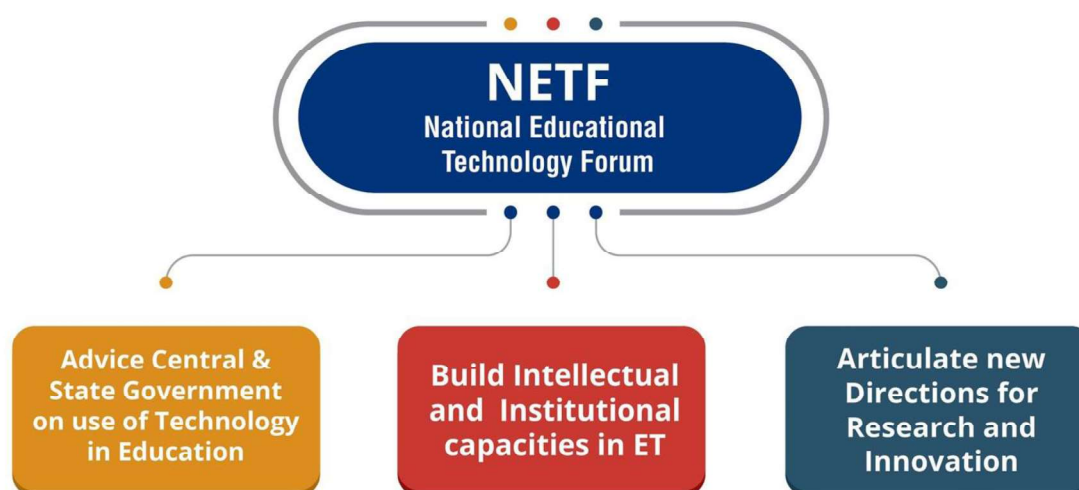 NETF
National Educational
Technology Forum
Advice Central &
State Government
on use of Technology
in Education
Build Intellectual
and Institutional
capacities in ET
Articulate new
Directions for
Research and
Innovation